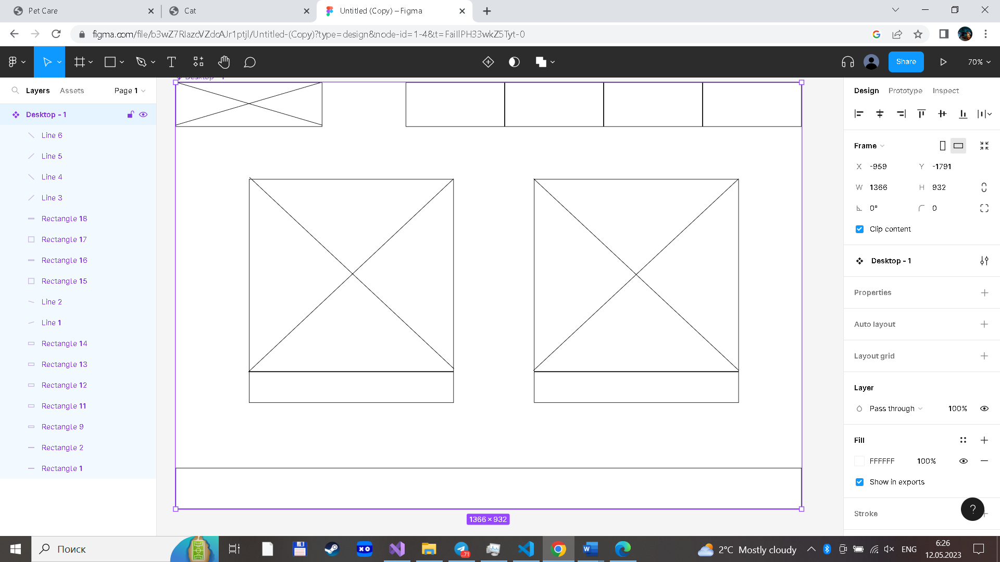 Pet Care
Cat
Untitled (Copy) – Figma
figma.com/file/b3wZ7RIazcVZdcAJr1ptjl/Untitled-(Copy)?type=design&node-id=1-4&t=FaiIlPH33wkZ5Tyt-0
Share
70%
Layers
Assets
Page 1
Desktop - 1
Line 6
Line 5
Line 4
Line 3
Rectangle 18
Rectangle 17
Rectangle 16
Rectangle 15
Line 2
Line 1
Rectangle 14
Rectangle 13
Rectangle 12
Rectangle 11
Rectangle 9
Rectangle 2
Rectangle 1
Desktop - 1
1366 × 932
Design
Prototype
Inspect
Frame
X -959
Y -1791
W 1366
H 932
0°
0
Clip content
Desktop - 1
Properties
Auto layout
Layout grid
Layer
Pass through
100%
Fill
FFFFFF
100%
Show in exports
Stroke
?
Поиск
XO
..71
W
2°C Mostly cloudy
ENG
6:26
12.05.2023